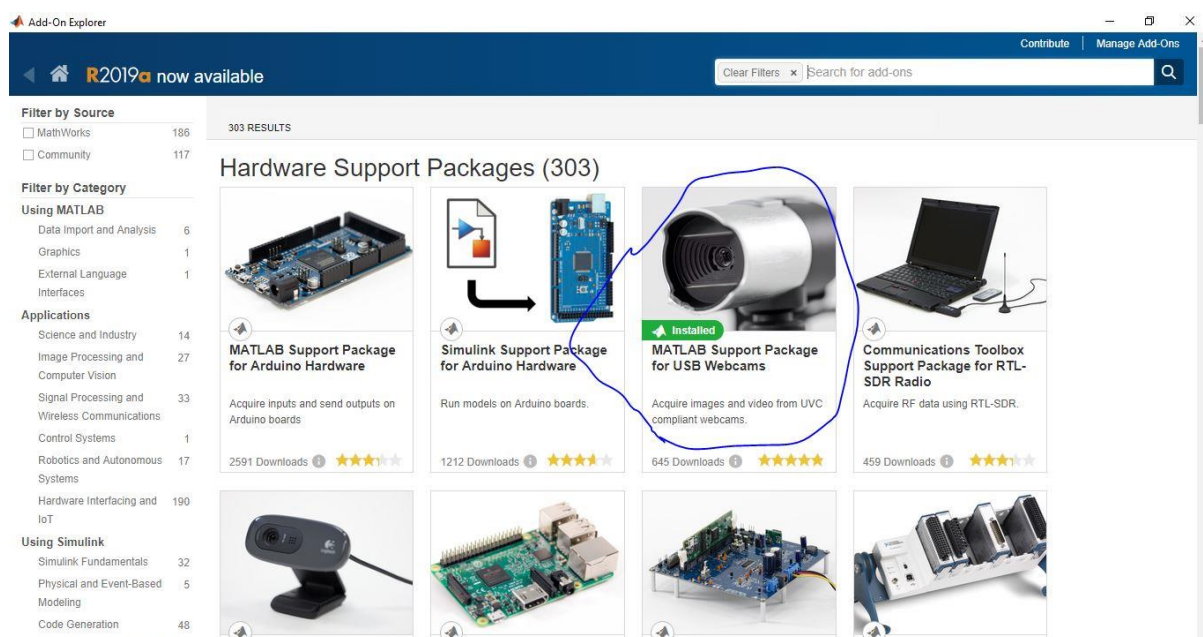 Add-On Explorer
Contribute
Manage Add-Ons
R2019a now available
Clear Filters x
Search for add-ons
Filter by Source
MathWorks 186
Community 117
Filter by Category
Using MATLAB
Data Import and Analysis 6
Graphics 1
External Language 1
Interfaces
Applications
Science and Industry 14
Image Processing and 27
Computer Vision
Signal Processing and 33
Wireless Communications
Control Systems 1
Robotics and Autonomous 17
Systems
Hardware Interfacing and 190
IoT
Using Simulink
Simulink Fundamentals 32
Physical and Event-Based 5
Modeling
Code Generation 48
303 RESULTS
Hardware Support Packages (303)
MATLAB Support Package
for Arduino Hardware
Acquire inputs and send outputs on
Arduino boards
2591 Downloads
Simulink Support Package
for Arduino Hardware
Run models on Arduino boards.
1212 Downloads
Installed
MATLAB Support Package
for USB Webcams
Acquire images and video from UVC
compliant webcams.
645 Downloads
Communications Toolbox
Support Package for RTL-
SDR Radio
Acquire RF data using RTL-SDR.
459 Downloads